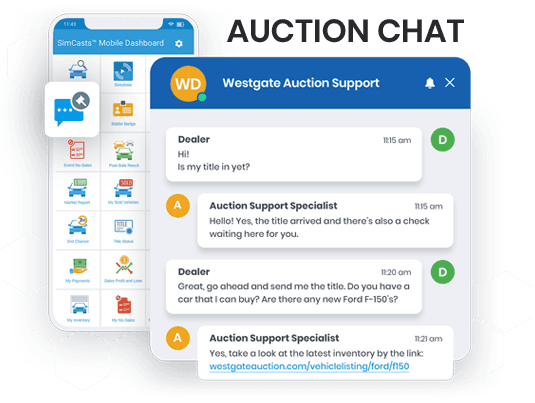 AUCTION CHAT
11:45
SimCasts™ Mobile Dashboard
Simulcast
Bidder Badge
Event No-Sales
Post-Sale Result
Market Report
My Sold Vehicles
2nd Chance
Title Status
My Payments
Sales Profit and Loss
My Inventory
My No Sales
WD
Westgate Auction Support
Dealer 11:15 am
D
Hi!
Is my title in yet?
A
Auction Support Specialist 11:15 am
Hello! Yes, the title arrived and there's also a check
waiting here for you.
Dealer 11:20 am
D
Great, go ahead and send me the title. Do you have a
car that I can buy? Are there any new Ford F-150's?
A
Auction Support Specialist 11:21 am
Yes, take a look at the latest inventory by the link:
westgateauction.com/vehiclelisting/ford/f150